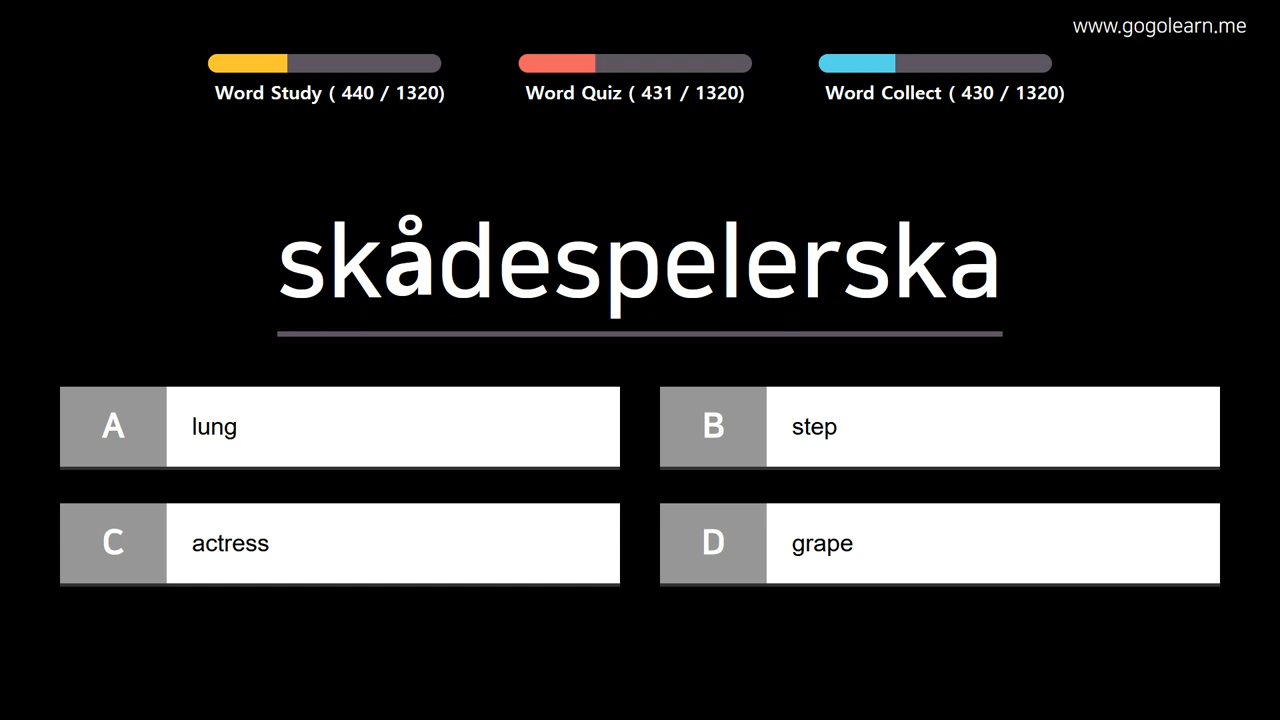 www.gogolearn.me
Word Study ( 440 / 1320)
Word Quiz ( 431 / 1320)
Word Collect ( 430 / 1320)
skådespelerska
A lung
B step
C actress
D grape